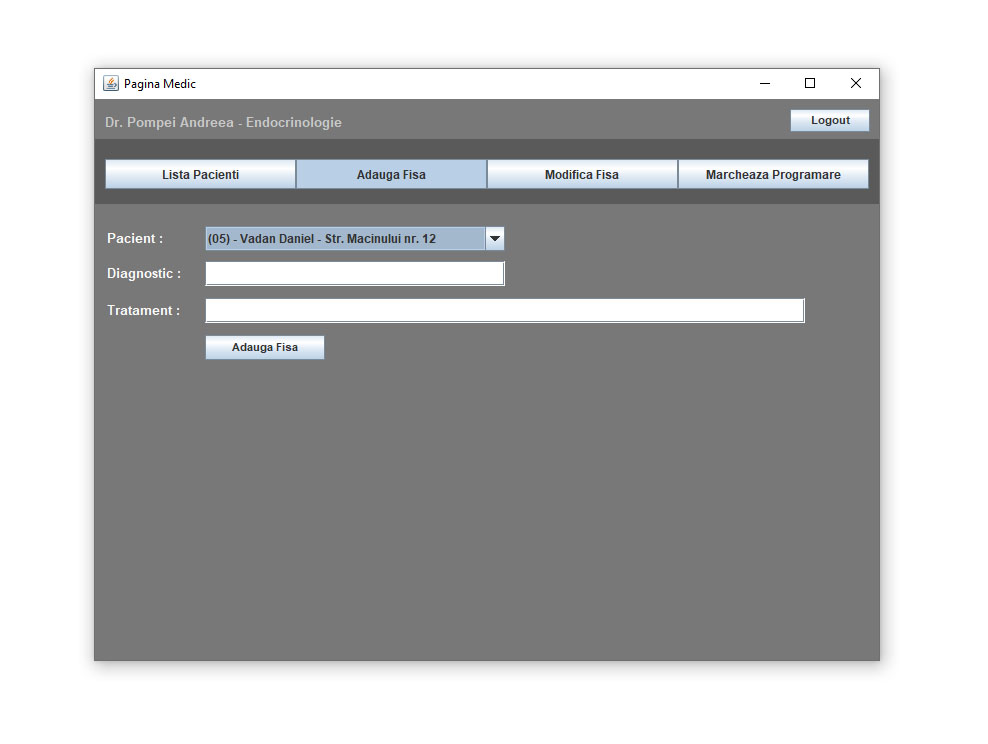 Pagina Medic
Dr. Pompei Andreea - Endocrinologie
Logout
Lista Pacienti
Adauga Fisa
Modifica Fisa
Marcheaza Programare
Pacient :
(05) - Vadan Daniel - Str. Macinului nr. 12
Diagnostic :
Tratament :
Adauga Fisa